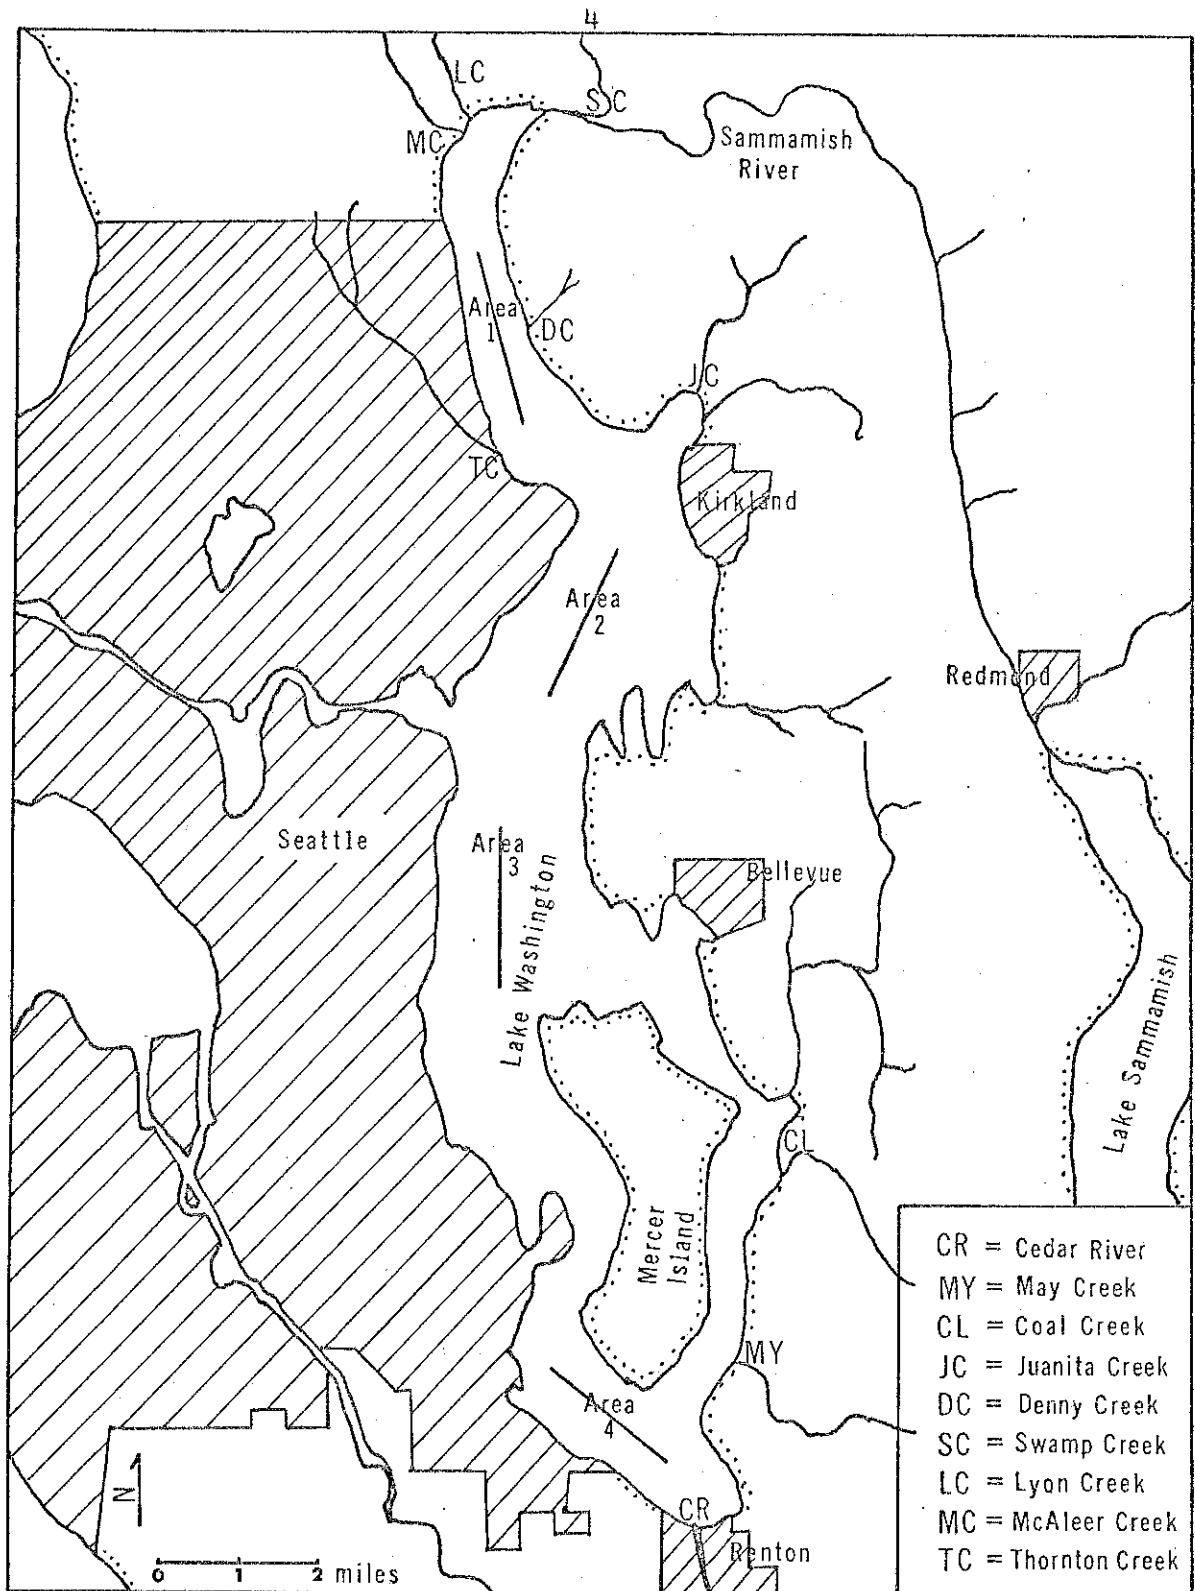 4
LC
SC
MC
Sammamish
River
Area
1
DC
JC
TC
Kirkland
Area
2
Redmond
Seattle
Area
3
Bellevue
Lake Washington
Lake Sammamish
CL
Mercer
Island
MY
Area
4
N
CR
Renton
0 1 2 miles
CR = Cedar River
MY = May Creek
CL = Coal Creek
JC = Juanita Creek
DC = Denny Creek
SC = Swamp Creek
LC = Lyon Creek
MC = McAleer Creek
TC = Thornton Creek